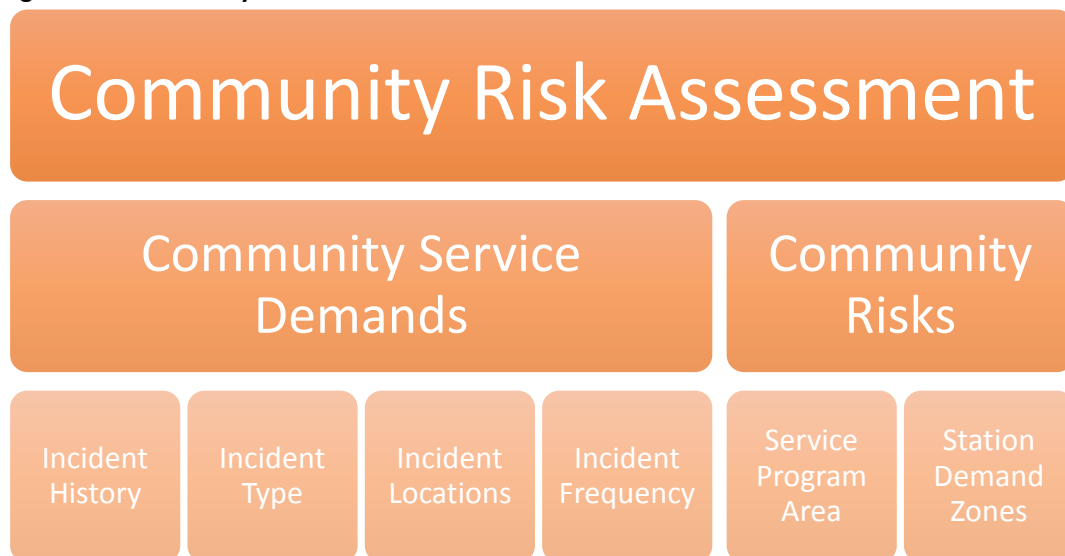 Community Risk Assessment
Community Service
Demands
Community
Risks
Incident
History
Incident
Type
Incident
Locations
Incident
Frequency
Service
Program
Area
Station
Demand
Zones